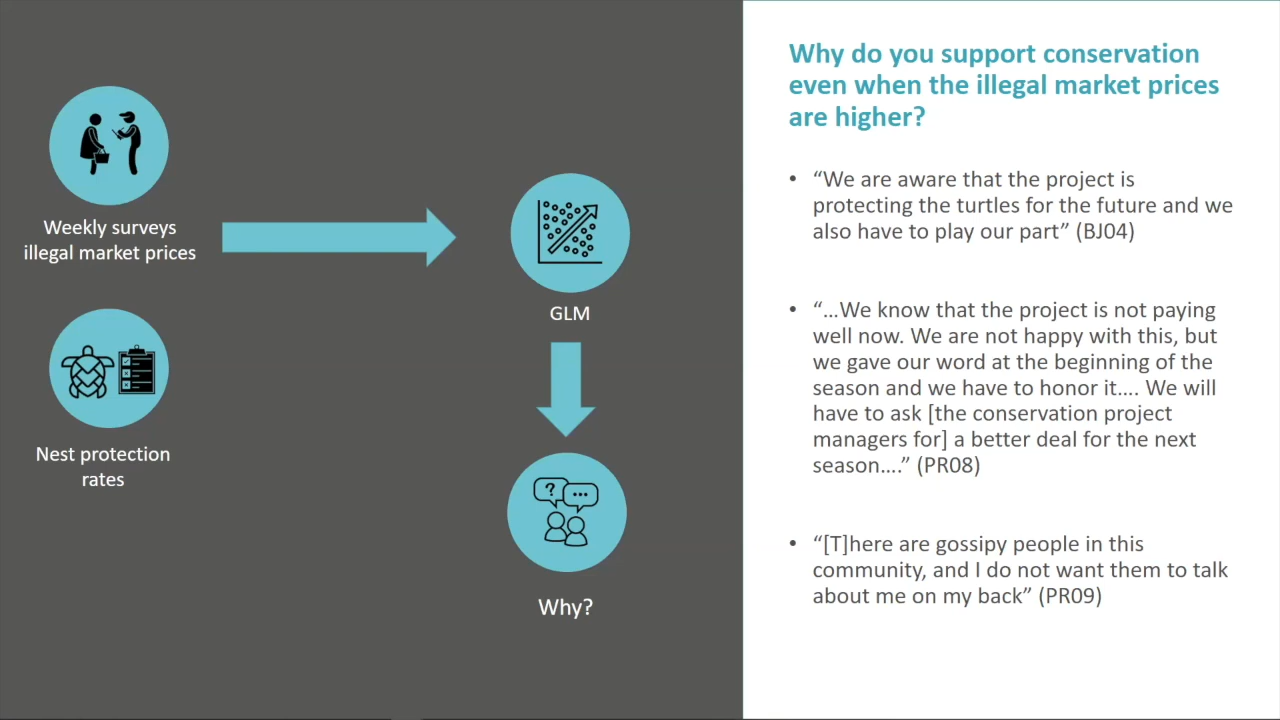 Weekly surveys
illegal market prices
Nest protection
rates
GLM
Why?
Why do you support conservation
even when the illegal market prices
are higher?
• “We are aware that the project is
protecting the turtles for the future and we
also have to play our part” (BJ04)
• “…We know that the project is not paying
well now. We are not happy with this, but
we gave our word at the beginning of the
season and we have to honor it…. We will
have to ask [the conservation project
managers for] a better deal for the next
season….” (PR08)
• “[T]here are gossipy people in this
community, and I do not want them to talk
about me on my back” (PR09)